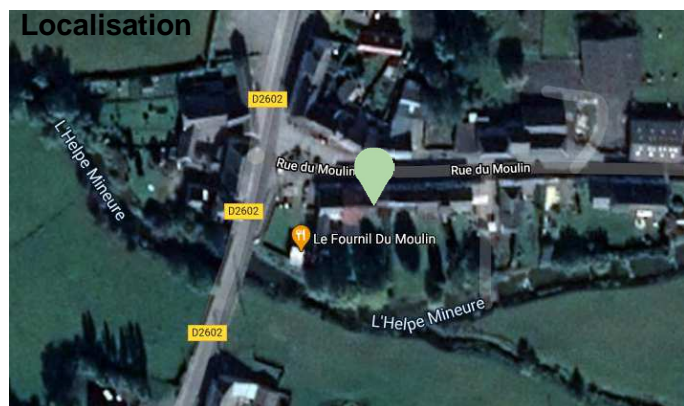 Localisation
D2602
L'Helpe Mineure
Rue du Moulin
Rue du Moulin
D2602
Le Fournil Du Moulin
L'Helpe Mineure
D2602